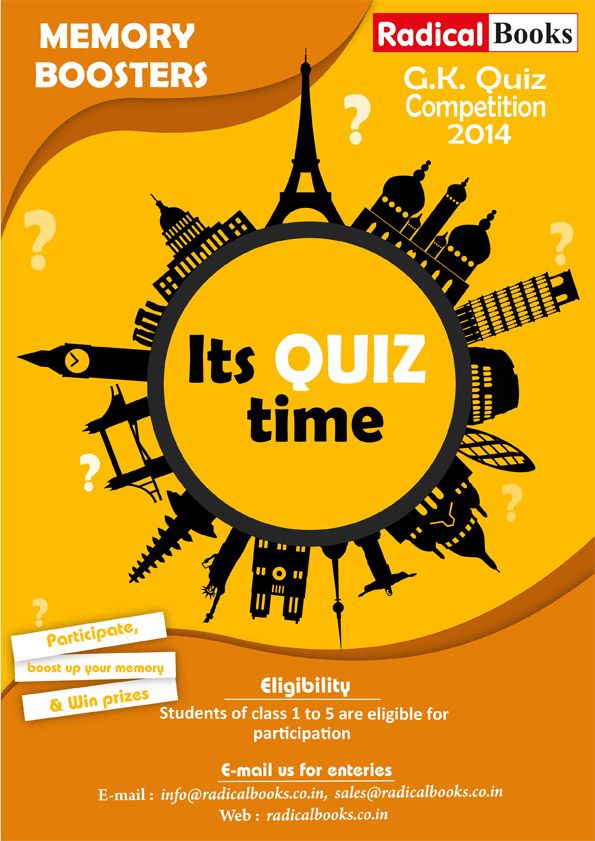 MEMORY
BOOSTERS
Radical Books
G.K. Quiz
Competition
2014
?
?
?
Its QUIZ
time
?
?
?
Participate,
boost up your memory
& Win prizes
Eligibility
Students of class 1 to 5 are eligible for
participation
E-mail us for enteries
E-mail : info@radicalbooks.co.in, sales@radicalbooks.co.in
Web : radicalbooks.co.in